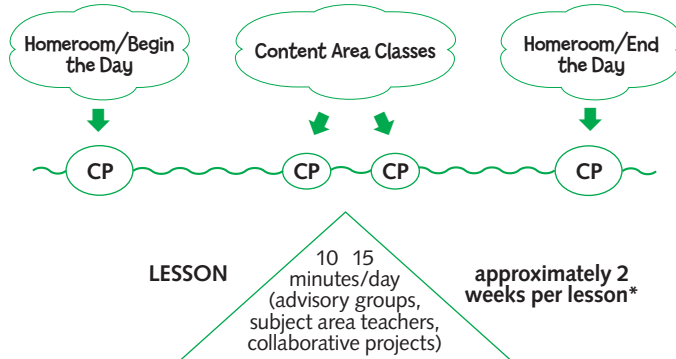 Homeroom/Begin
the Day
Content Area Classes
Homeroom/End
the Day
CP
CP
CP
CP
LESSON
10 15
minutes/day
(advisory groups,
subject area teachers,
collaborative projects)
approximately 2
weeks per lesson*